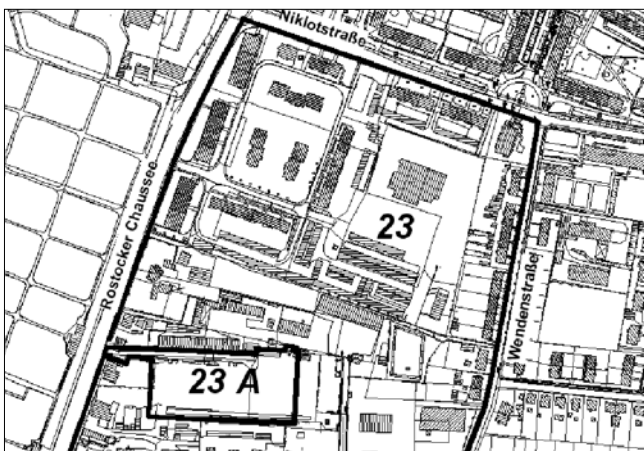 Niklotstraße
Rostocker Chaussee
23
Wendenstraße
23 A